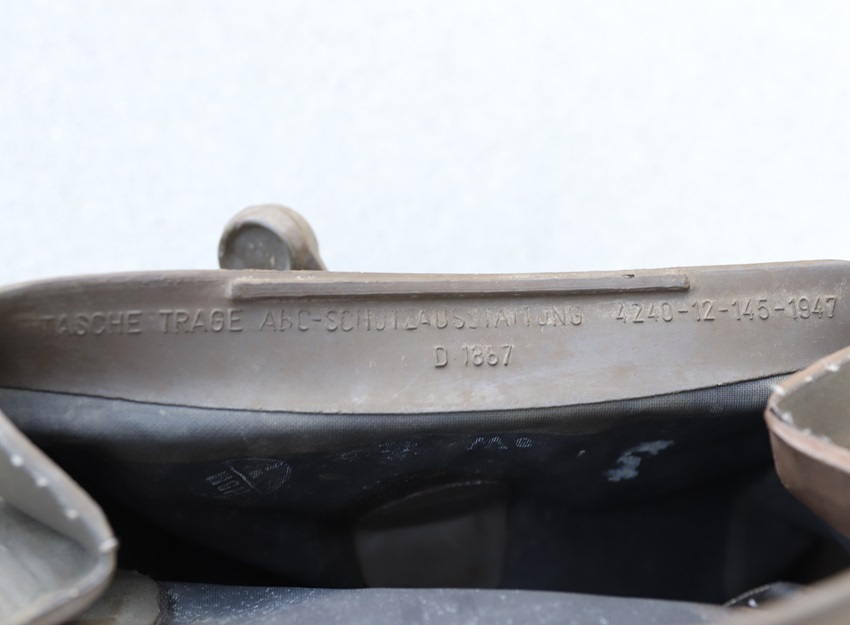 TASCHE TRAGE ABC-SCHUTZAUSSTATTUNG 4240-12-145-1947
D 1867